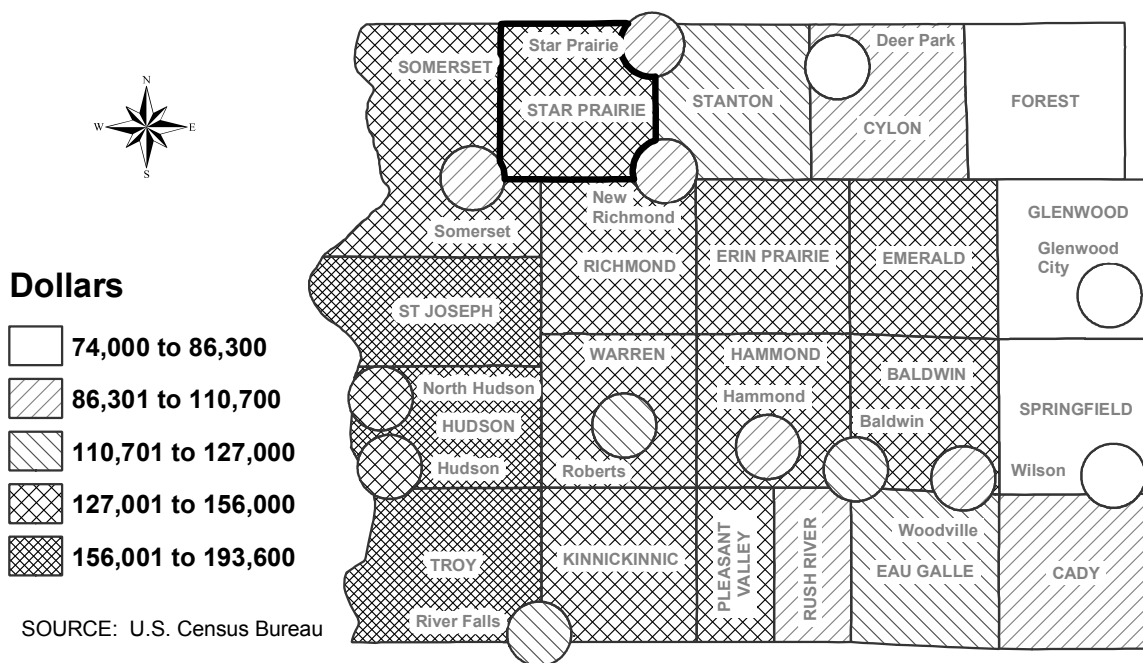 Star Prairie
Deer Park
SOMERSET
STAR PRAIRIE
STANTON
CYLON
FOREST
N
W E
S
Somerset
New
Richmond
RICHMOND
ERIN PRAIRIE
EMERALD
GLENWOOD
Glenwood
City
Dollars
74,000 to 86,300
86,301 to 110,700
110,701 to 127,000
127,001 to 156,000
156,001 to 193,600
SOURCE: U.S. Census Bureau
ST JOSEPH
WARREN
HAMMOND
BALDWIN
North Hudson
Hammond
HUDSON
Baldwin
SPRINGFIELD
Hudson
Roberts
Wilson
TROY
KINNICKINNIC
PLEASANT
VALLEY
RUSH RIVER
Woodville
EAU GALLE
CADY
River Falls